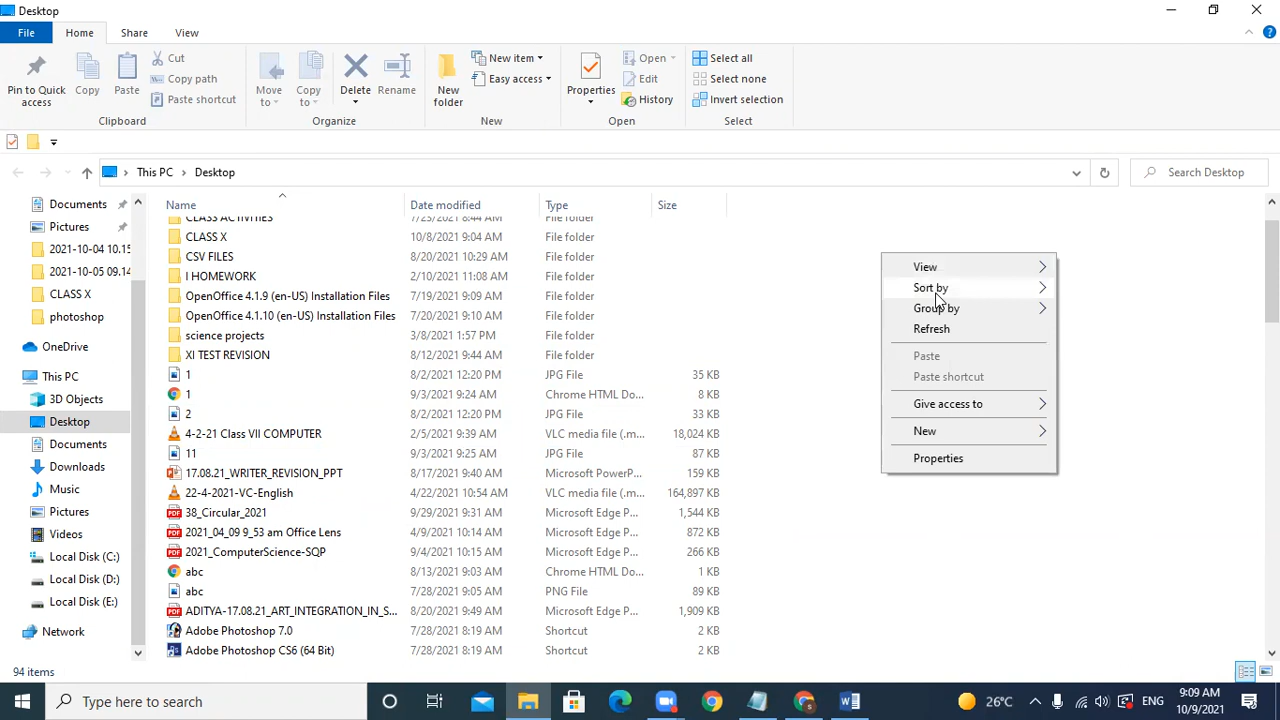 Desktop
File Home Share View
Pin to Quick access
Copy
Paste
Cut
Copy path
Paste shortcut
Clipboard
Move to
Copy to
Delete
Rename
Organize
New folder
New item
Easy access
New
Properties
Open
Edit
History
Open
Select all
Select none
Invert selection
Select
This PC Desktop
Search Desktop
Documents
Pictures
2021-10-04 10.15
2021-10-05 09.14
CLASS X
photoshop
OneDrive
This PC
3D Objects
Desktop
Documents
Downloads
Music
Pictures
Videos
Local Disk (C:)
Local Disk (D:)
Local Disk (E:)
Network
Name Date modified Type Size
CLASS ACTIVITIES 7/23/2021 8:44 AM File folder
CLASS X 10/8/2021 9:04 AM File folder
CSV FILES 8/20/2021 10:29 AM File folder
I HOMEWORK 2/10/2021 11:08 AM File folder
OpenOffice 4.1.9 (en-US) Installation Files 7/19/2021 9:09 AM File folder
OpenOffice 4.1.10 (en-US) Installation Files 7/19/2021 9:10 AM File folder
science projects 3/8/2021 1:57 PM File folder
XI TEST REVISION 8/12/2021 9:44 AM File folder
1 8/2/2021 12:20 PM JPG File 35 KB
1 9/3/2021 9:24 AM Chrome HTML Do... 8 KB
2 8/2/2021 12:20 PM JPG File 33 KB
4-2-21 Class VII COMPUTER 2/5/2021 9:39 AM VLC media file (.m... 18,024 KB
11 9/3/2021 9:25 AM JPG File 87 KB
17.08.21_WRITER_REVISION_PPT 8/17/2021 9:40 AM Microsoft PowerP... 159 KB
22-4-2021-VC-English 4/22/2021 10:54 AM VLC media file (.m... 164,897 KB
38_Circular_2021 9/29/2021 9:31 AM Microsoft Edge P... 1,544 KB
2021_04_09 9_53 am Office Lens 4/9/2021 10:14 AM Microsoft Edge P... 872 KB
2021_ComputerScience-SQP 9/4/2021 10:15 AM Microsoft Edge P... 266 KB
abc 8/13/2021 9:03 AM Chrome HTML Do... 1 KB
abc 7/28/2021 9:05 AM PNG File 89 KB
ADITYA-17.08.21_ART_INTEGRATION_IN_S... 8/20/2021 9:49 AM Microsoft Edge P... 1,909 KB
Adobe Photoshop 7.0 7/28/2021 8:19 AM Shortcut 2 KB
Adobe Photoshop CS6 (64 Bit) 7/28/2021 8:19 AM Shortcut 2 KB
View
Sort by
Group by
Refresh
Paste
Paste shortcut
Give access to
New
Properties
94 items
Type here to search
26°C
ENG
9:09 AM
10/9/2021